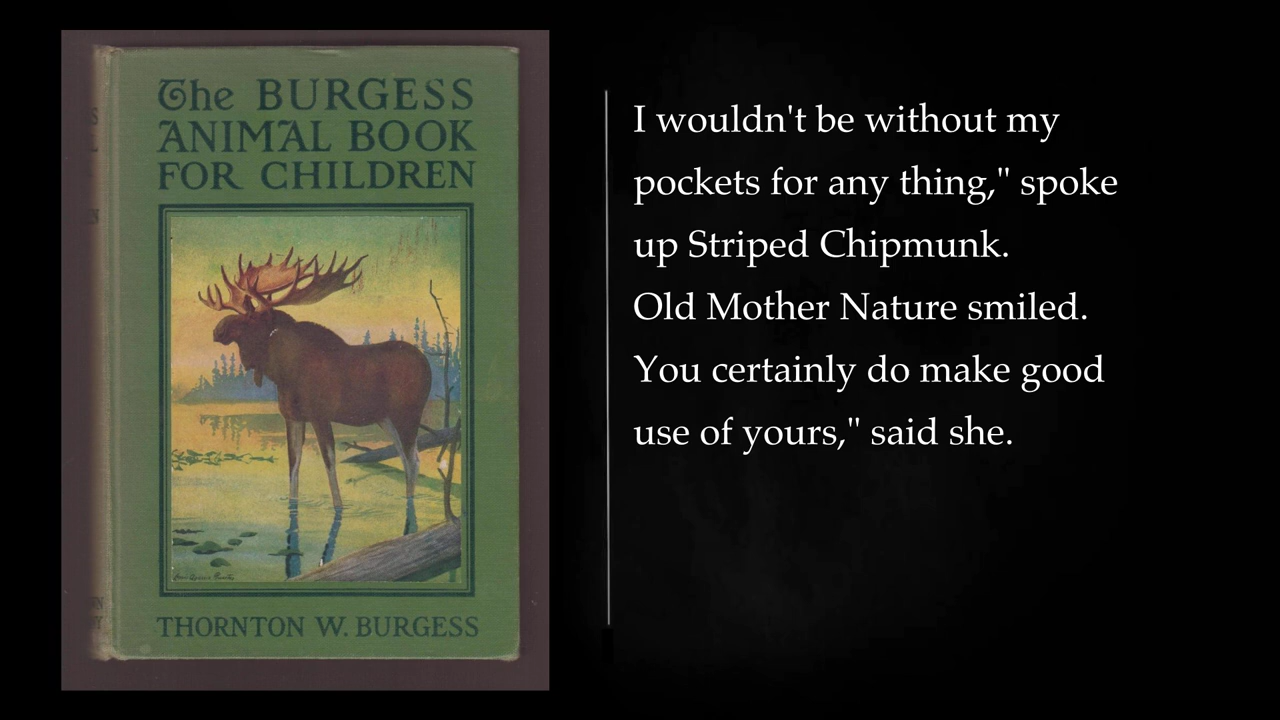 The BURGESS
ANIMAL BOOK
FOR CHILDREN
THORNTON W. BURGESS
I wouldn't be without my
pockets for any thing," spoke
up Striped Chipmunk.
Old Mother Nature smiled.
You certainly do make good
use of yours," said she.